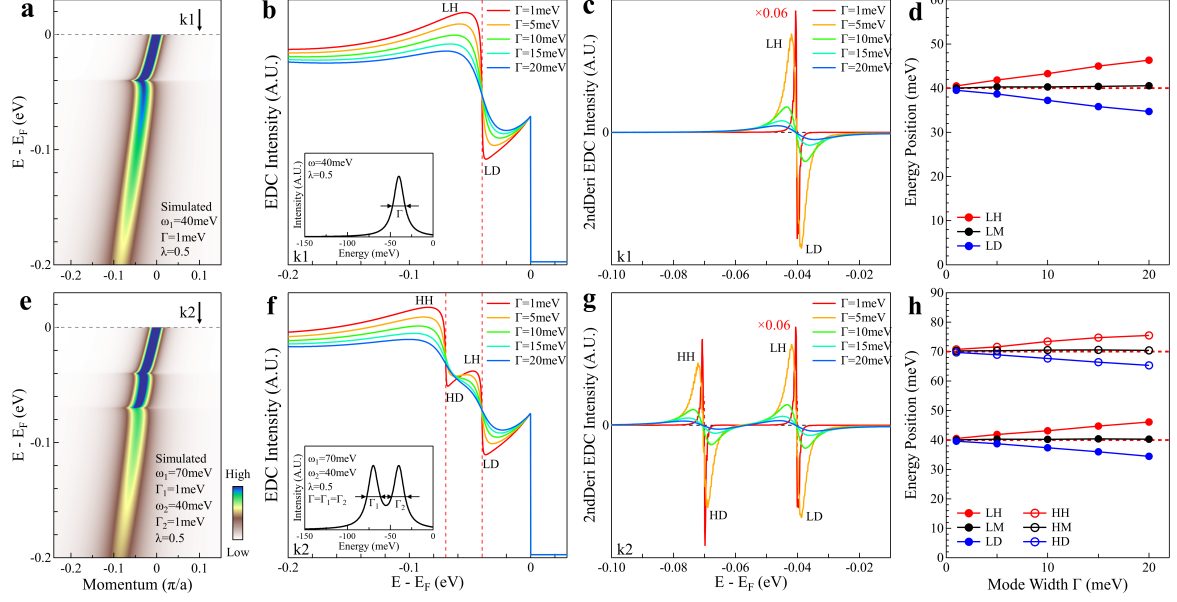 a
k1
E - E_F (eV)
0
-0.1
-0.2
Simulated
ω₁=40meV
Γ=1meV
λ=0.5
-0.2
-0.1
0
0.1
b
LH
Γ=1meV
Γ=5meV
Γ=10meV
Γ=15meV
Γ=20meV
EDC Intensity (A.U.)
LD
ω=40meV
λ=0.5
Γ
Intensity (A.U.)
-150
-100
-50
0
Energy (meV)
k1
-0.2
-0.1
0
c
×0.06
LH
Γ=1meV
Γ=5meV
Γ=10meV
Γ=15meV
Γ=20meV
2ndDeri EDC Intensity (A.U.)
0
LD
k1
-0.10
-0.08
-0.06
-0.04
-0.02
d
60
50
40
30
20
10
0
Energy Position (meV)
LH
LM
LD
0
10
20
e
k2
E - E_F (eV)
0
-0.1
-0.2
Simulated
ω₁=70meV
Γ₁=1meV
ω₂=40meV
Γ₂=1meV
λ=0.5
High
Low
-0.2
-0.1
0
0.1
Momentum (π/a)
f
HH
LH
HD
LD
Γ=1meV
Γ=5meV
Γ=10meV
Γ=15meV
Γ=20meV
EDC Intensity (A.U.)
ω₁=70meV
ω₂=40meV
λ=0.5
Γ=Γ₁=Γ₂
Γ₁
Γ₂
Intensity (A.U.)
-150
-100
-50
0
Energy (meV)
k2
-0.2
-0.1
0
E - E_F (eV)
g
×0.06
HH
LH
Γ=1meV
Γ=5meV
Γ=10meV
Γ=15meV
Γ=20meV
2ndDeri EDC Intensity (A.U.)
0
HD
LD
k2
-0.10
-0.08
-0.06
-0.04
-0.02
E - E_F (eV)
h
90
80
70
60
50
40
30
20
10
0
Energy Position (meV)
LH
LM
LD
HH
HM
HD
0
10
20
Mode Width Γ (meV)